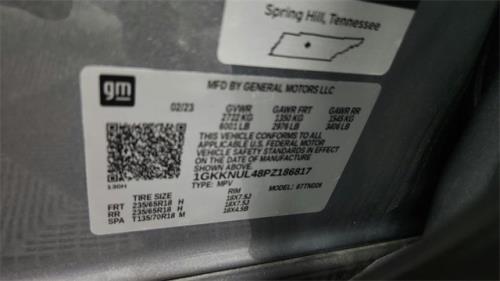 Spring Hill, Tennessee
gm
MFD BY GENERAL MOTORS LLC
02/23 GVWR GAWR FRT GAWR RR
2722 KG 1350 KG 1545 KG
6001 LB 2976 LB 3406 LB
THIS VEHICLE CONFORMS TO ALL
APPLICABLE U.S. FEDERAL MOTOR
VEHICLE SAFETY STANDARDS IN EFFECT
ON THE DATE OF MANUFACTURE
SHOWN ABOVE.
1GKKNUL48PZ186817
TYPE: MPV MODEL:
TIRE SIZE RIM
FRT 235/65R18 H 18X7.5J
RR 235/65R18 H 18X7.5J
SPA T135/70R18 M 18X4.5B